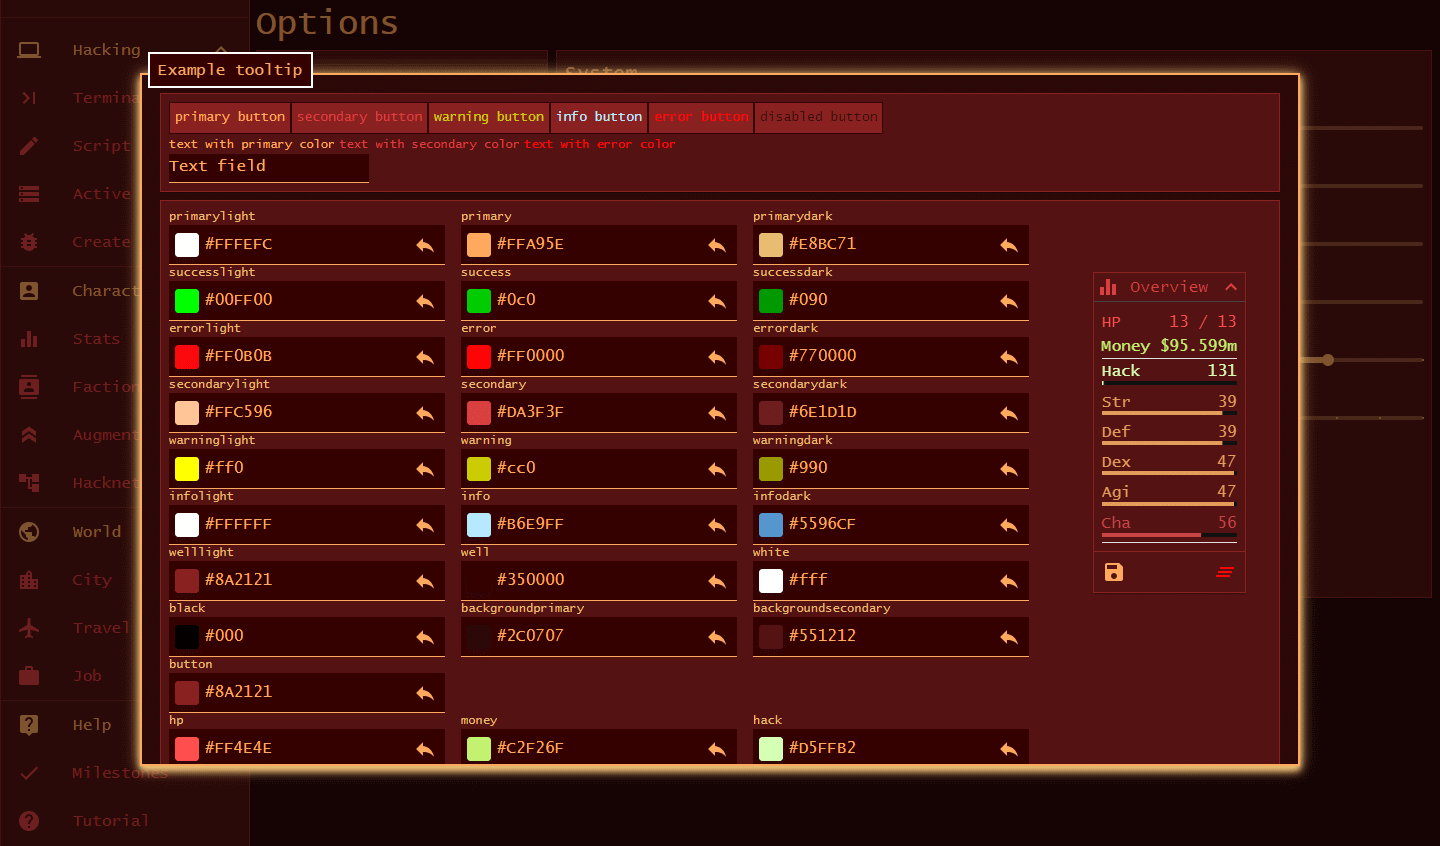 Options
Hacking
Example tooltip
System
Termina
Script
Active
Create
Charact
Stats
Faction
Augment
Hacknet
World
City
Travel
Job
Help
Milestones
Tutorial
primary button secondary button warning button info button error button disabled button
text with primary color text with secondary color text with error color
Text field
primarylight primary primarydark
#FFFEFC #FFA95E #E8BC71
successlight success successdark
#00FF00 #0c0 #090
errorlight error errordark
#FF0B0B #FF0000 #770000
secondarylight secondary secondarydark
#FFC596 #DA3F3F #6E1D1D
warninglight warning warningdark
#ff0 #cc0 #990
infolight info infodark
#FFFFFF #B6E9FF #5596CF
welllight well white
#8A2121 #350000 #fff
black backgroundprimary backgroundsecondary
#000 #2C0707 #551212
button
#8A2121
hp money hack
#FF4E4E #C2F26F #D5FFB2
Overview
HP 13 / 13
Money $95.599m
Hack 131
Str 39
Def 39
Dex 47
Agi 47
Cha 56